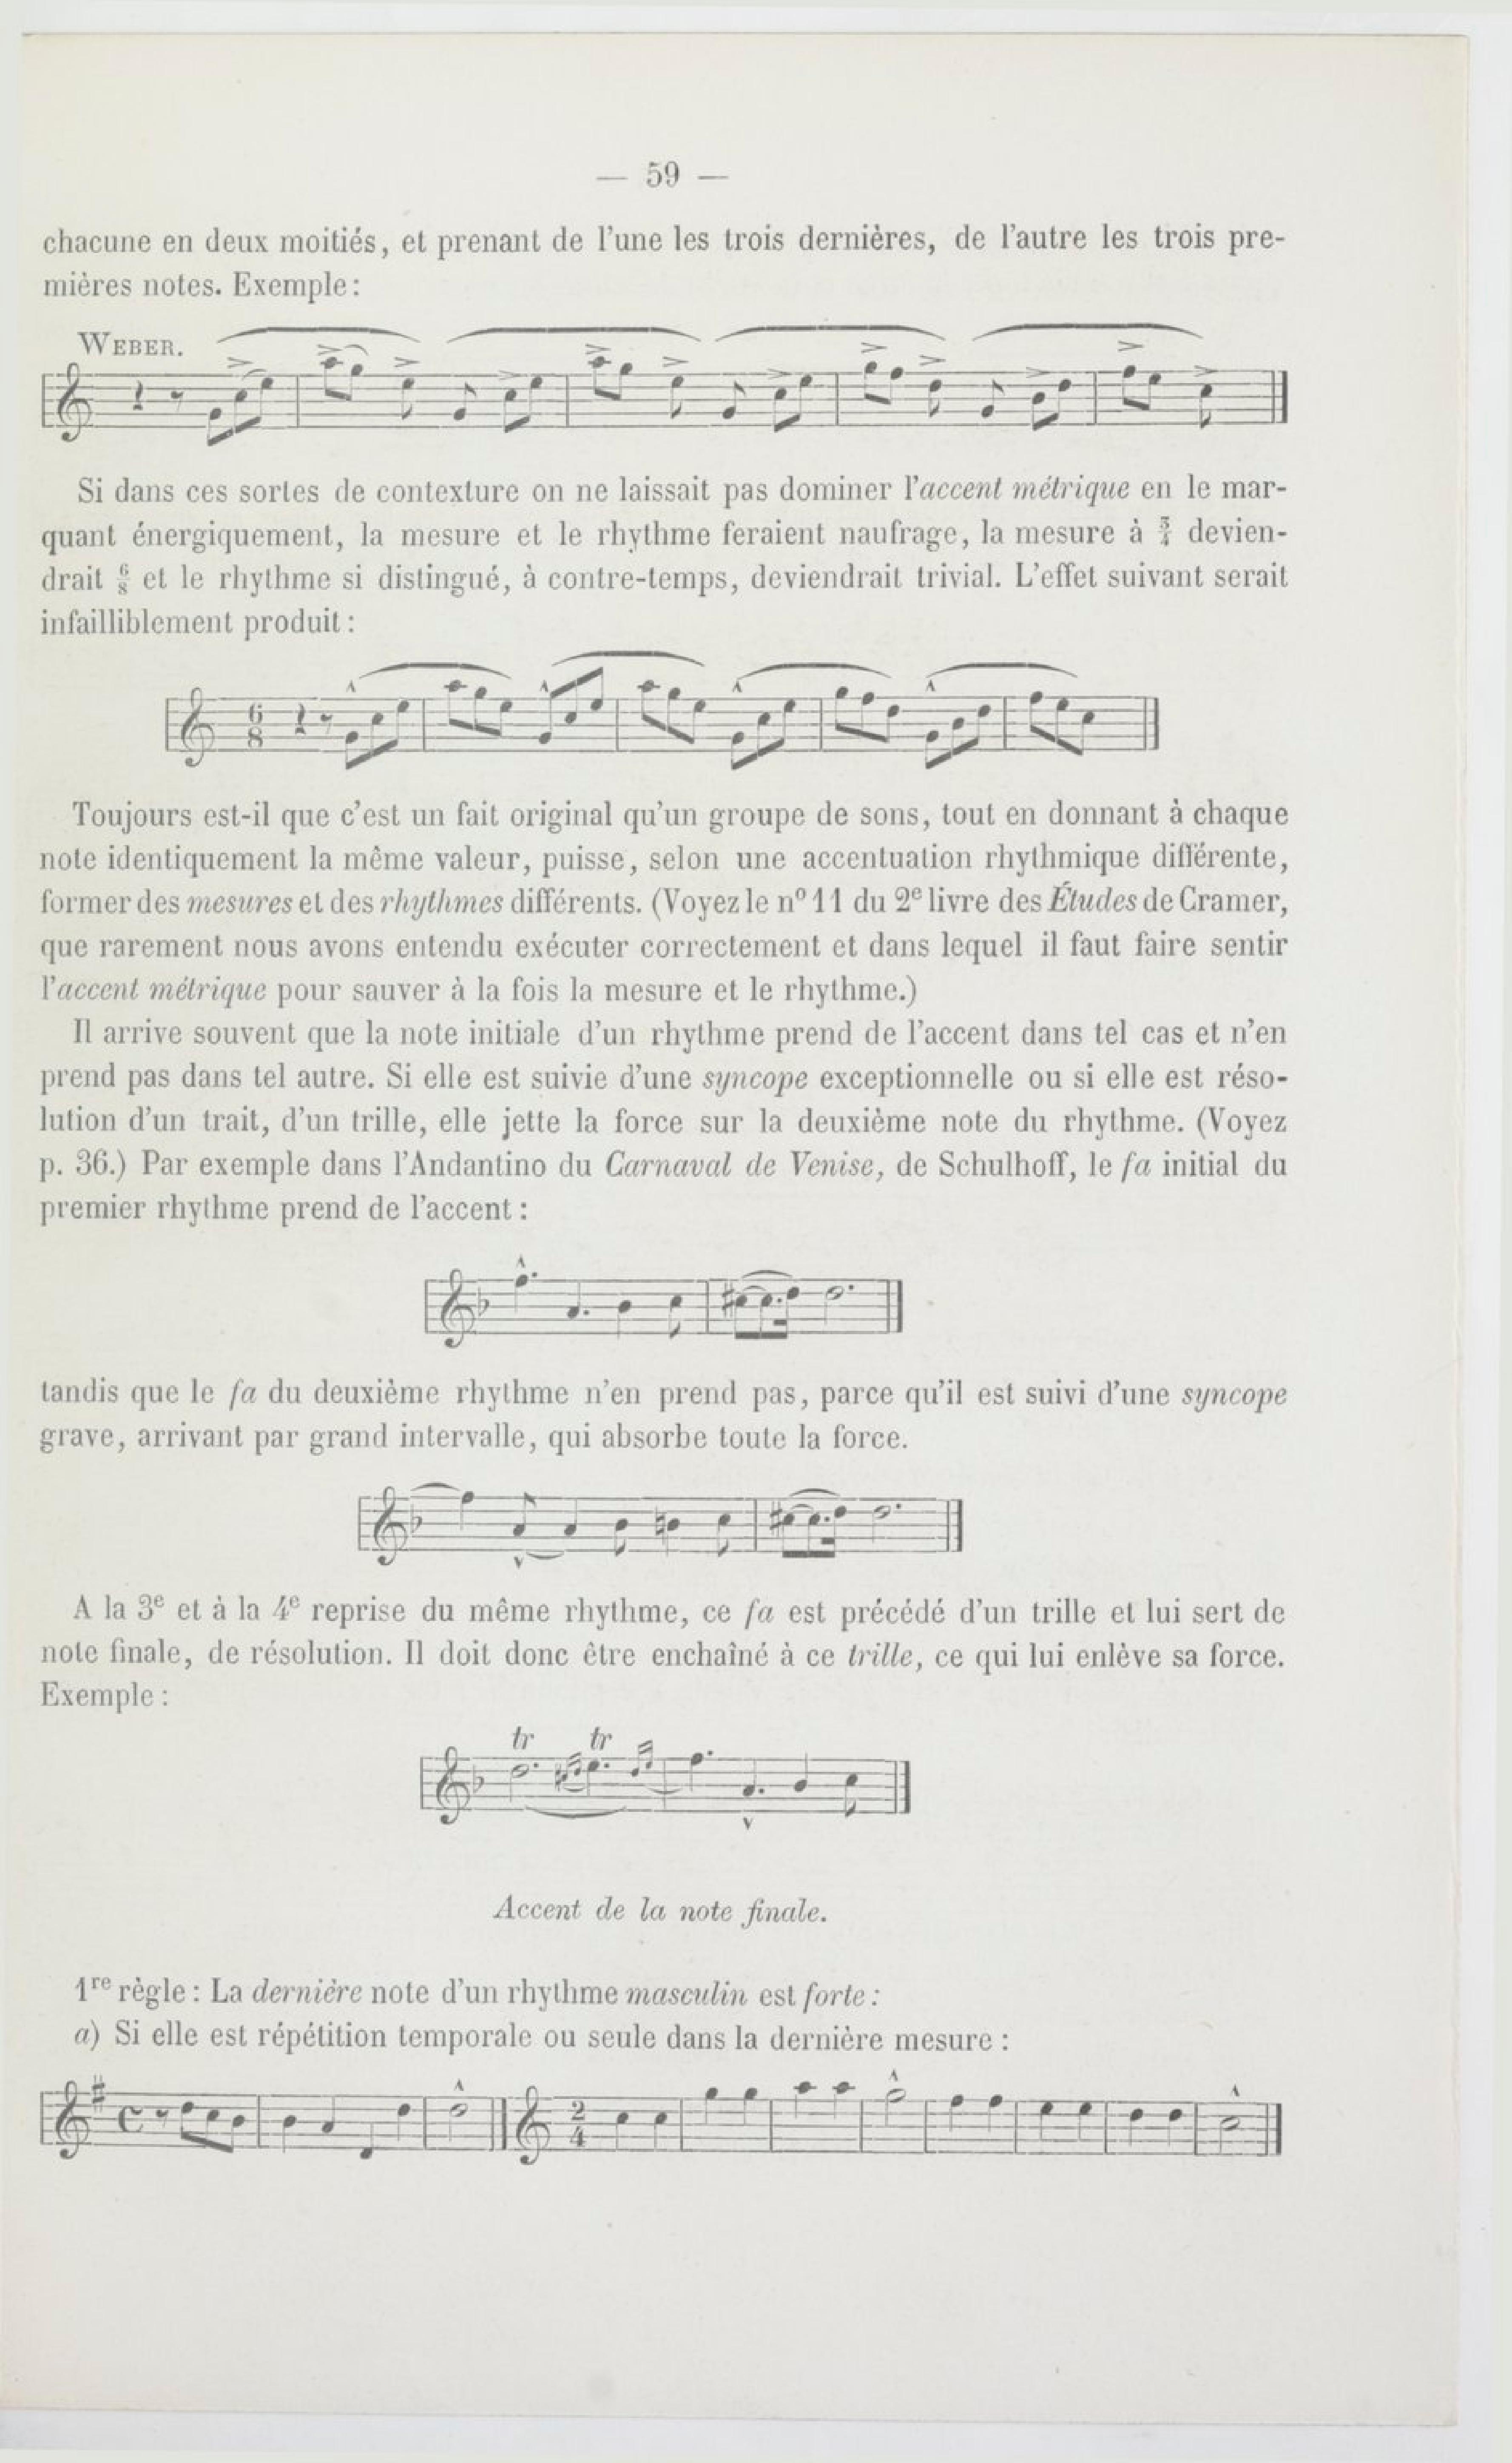 — 59 —
chacune en deux moitiés, et prenant de l'une les trois dernières, de l'autre les trois pre-
mières notes. Exemple :
WEBER.
Si dans ces sortes de contexture on ne laissait pas dominer l'accent métrique en le mar-
quant énergiquement, la mesure et le rhythme feraient naufrage, la mesure à 3/4 devien-
drait 6/8 et le rhythme si distingué, à contre-temps, deviendrait trivial. L'effet suivant serait
infailliblement produit :
6
8
Toujours est-il que c'est un fait original qu'un groupe de sons, tout en donnant à chaque
note identiquement la même valeur, puisse, selon une accentuation rhythmique différente,
former des mesures et des rhythmes différents. (Voyez le nº 11 du 2e livre des Études de Cramer,
que rarement nous avons entendu exécuter correctement et dans lequel il faut faire sentir
l'accent métrique pour sauver à la fois la mesure et le rhythme.)
Il arrive souvent que la note initiale d'un rhythme prend de l'accent dans tel cas et n'en
prend pas dans tel autre. Si elle est suivie d'une syncope exceptionnelle ou si elle est réso-
lution d'un trait, d'un trille, elle jette la force sur la deuxième note du rhythme. (Voyez
p. 36.) Par exemple dans l'Andantino du Carnaval de Venise, de Schulhoff, le fa initial du
premier rhythme prend de l'accent :
tandis que le fa du deuxième rhythme n'en prend pas, parce qu'il est suivi d'une syncope
grave, arrivant par grand intervalle, qui absorbe toute la force.
A la 3e et à la 4e reprise du même rhythme, ce fa est précédé d'un trille et lui sert de
note finale, de résolution. Il doit donc être enchaîné à ce trille, ce qui lui enlève sa force.
Exemple :
tr tr
Accent de la note finale.
1re règle : La dernière note d'un rhythme masculin est forte :
a) Si elle est répétition temporale ou seule dans la dernière mesure :
2
4